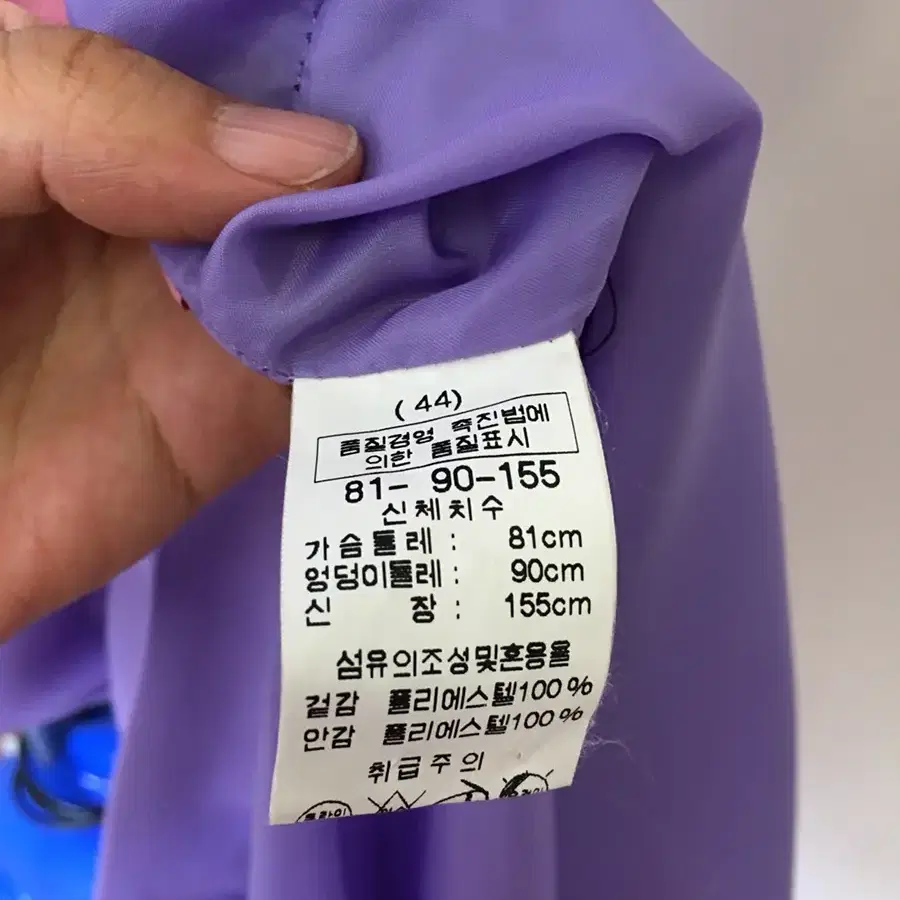 (44)
품질경영 촉진법에
의한 품질표시
81-90-155
신체치수
가슴둘레 : 81cm
엉덩이둘레 : 90cm
신 장 : 155cm
섬유의조성및혼용율
겉감 폴리에스텔100%
안감 폴리에스텔100%
취급주의